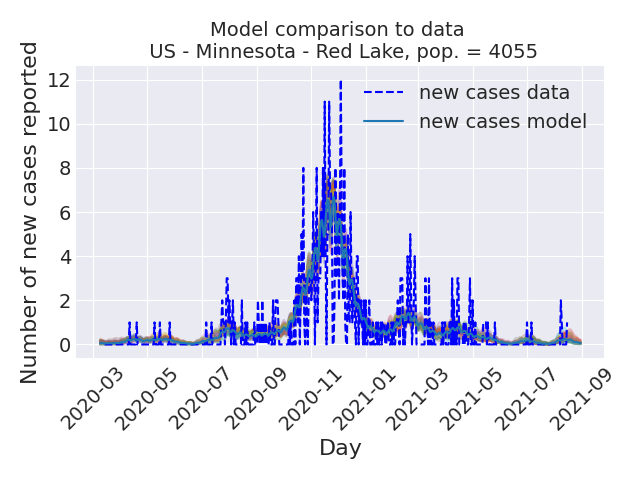 Model comparison to data
US - Minnesota - Red Lake, pop. = 4055
Number of new cases reported
12
10
8
6
4
2
0
new cases data
new cases model
2020-03
2020-05
2020-07
2020-09
2020-11
2021-01
2021-03
2021-05
2021-07
2021-09
Day